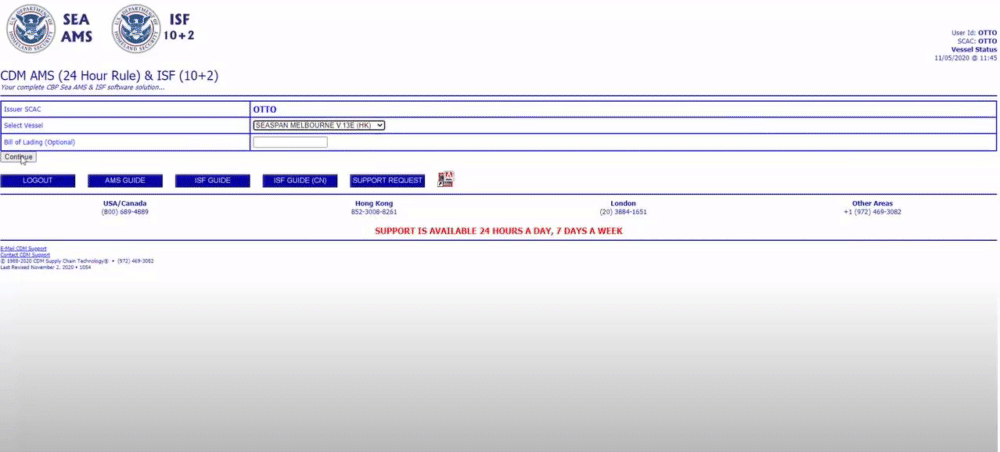 SEA
AMS
ISF
10+2
User Id: OTTO
SCAC: OTTO
Vessel Status
11/05/2020 @ 11:45
CDM AMS (24 Hour Rule) & ISF (10+2)
Your complete CBP Sea AMS & ISF software solution...
Issuer SCAC OTTO
Select Vessel SEASPAN MELBOURNE V 13E (HK)
Bill of Lading (Optional)
Continue
LOGOUT AMS GUIDE ISF GUIDE ISF GUIDE (CN) SUPPORT REQUEST
USA/Canada Hong Kong London Other Areas
(800) 689-4889 852-3008-8261 (20) 3884-1651 +1 (972) 469-3082
SUPPORT IS AVAILABLE 24 HOURS A DAY, 7 DAYS A WEEK
E-Mail CDM Support
Contact CDM Support
© 1988-2020 CDM Supply Chain Technology® • (972) 469-3082
Last Revised November 2, 2020 • 1054